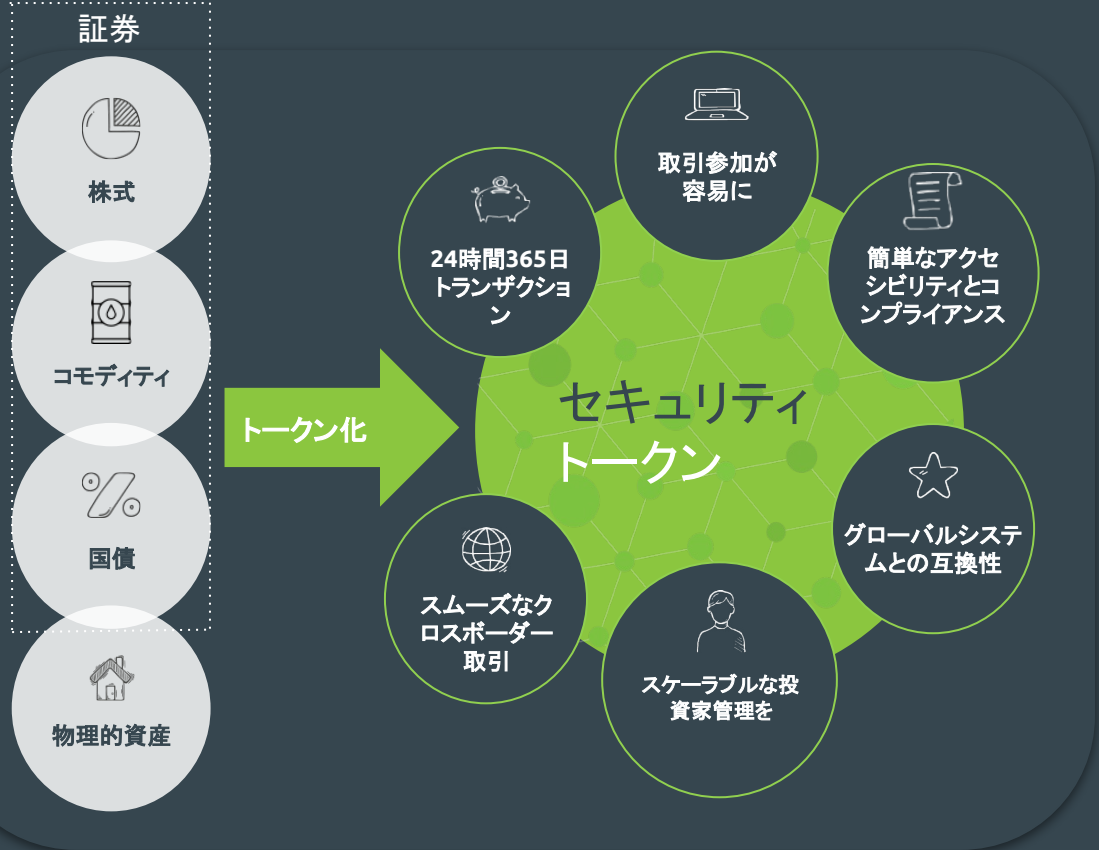 証券
株式
コモディティ
国債
物理的資産
トークン化
セキュリティ
トークン
取引参加が
容易に
簡単なアクセ
シビリティとコ
ンプライアンス
グローバルシステ
ムとの互換性
スケーラブルな投
資家管理を
スムーズなク
ロスボーダー
取引
24時間365日
トランザクショ
ン